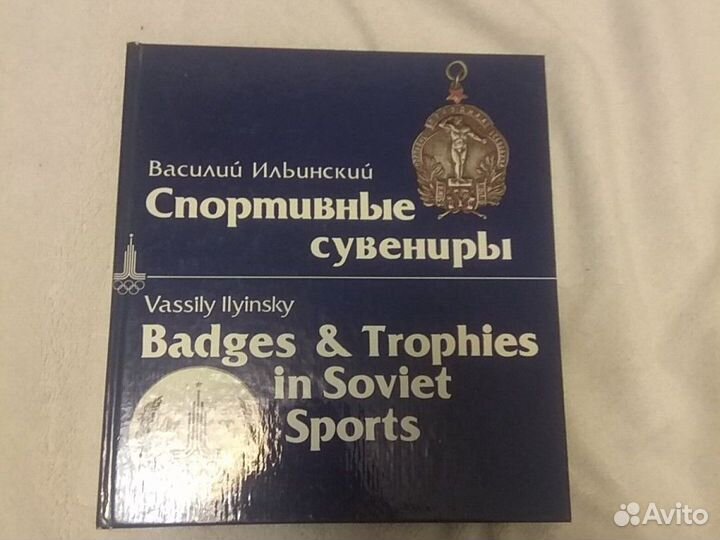 Василий Ильинский
Спортивные
сувениры
Vassily Ilyinsky
Badges & Trophies
in Soviet
Sports
Avito